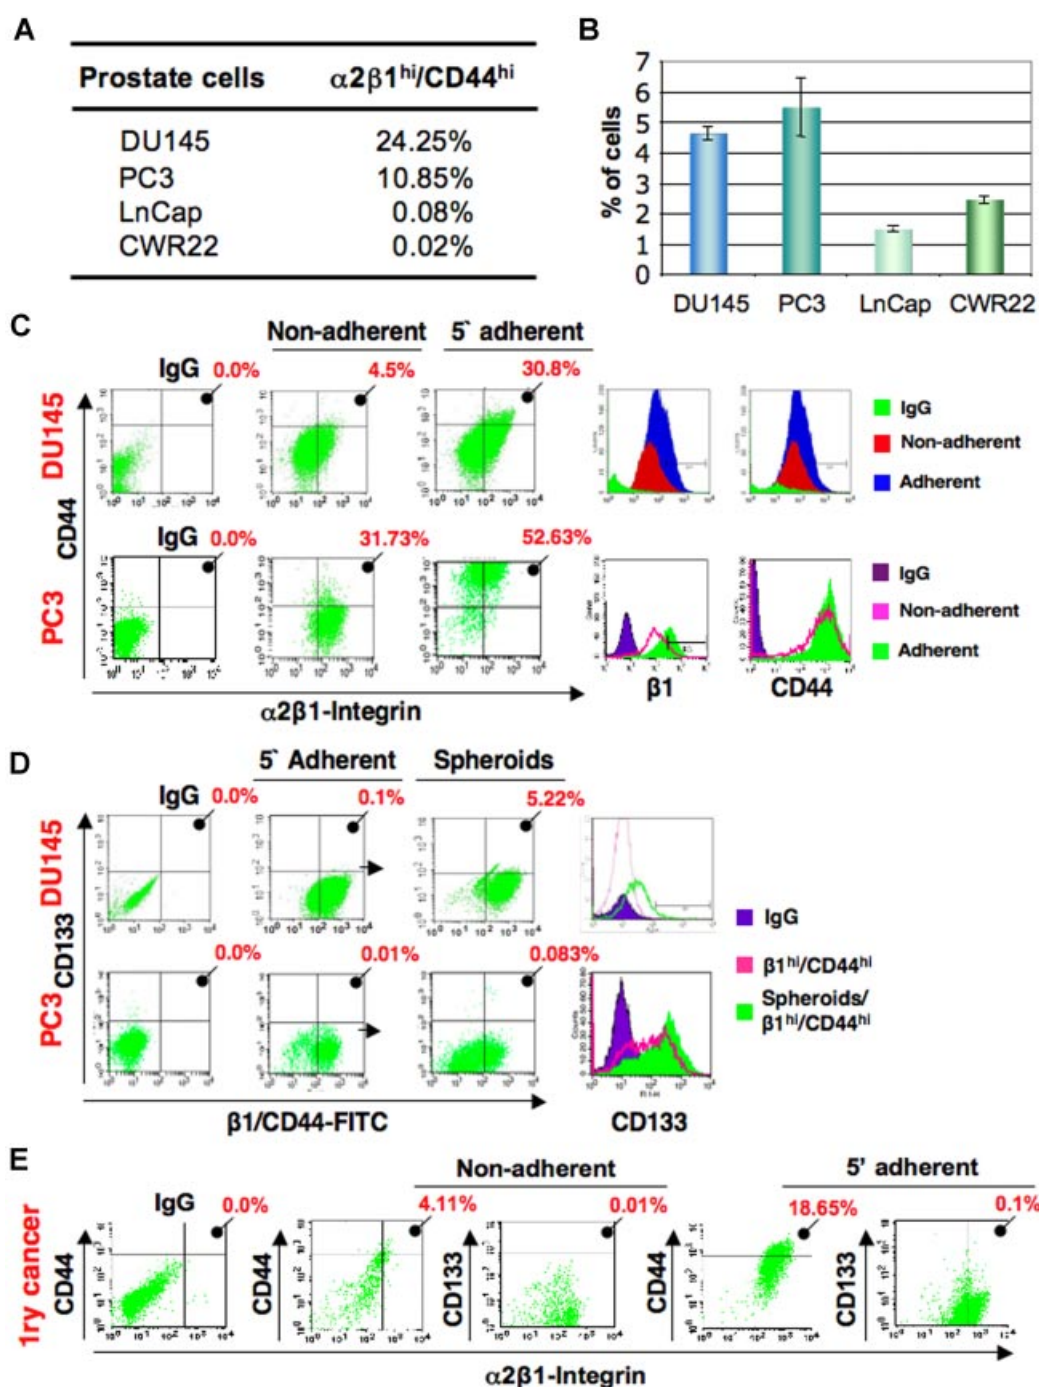 A
Prostate cells α2β1hi/CD44hi
DU145 24.25%
PC3 10.85%
LnCap 0.08%
CWR22 0.02%
B
% of cells
7
6
5
4
3
2
1
0
DU145 PC3 LnCap CWR22
C
Non-adherent 5` adherent
IgG 0.0% 4.5% 30.8%
DU145
CD44
IgG
Non-adherent
Adherent
IgG 0.0% 31.73% 52.63%
PC3
IgG
Non-adherent
Adherent
β1 CD44
α2β1-Integrin
D
5` Adherent Spheroids
IgG 0.0% 0.1% 5.22%
DU145
CD133
IgG
β1hi/CD44hi
Spheroids/
β1hi/CD44hi
0.0% 0.01% 0.083%
PC3
Counts
β1/CD44-FITC CD133
E
Non-adherent 5’ adherent
IgG 0.0% 4.11% 0.01% 18.65% 0.1%
1ry cancer
CD44 CD44 CD133 CD44 CD133
α2β1-Integrin